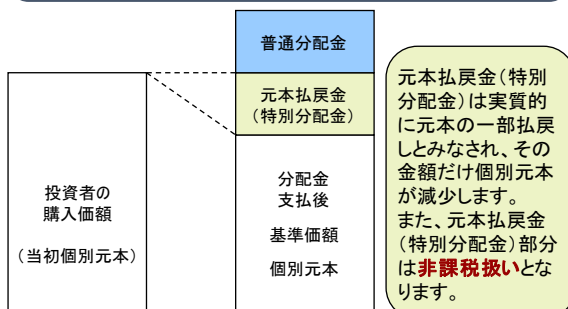 普通分配金
元本払戻金
(特別分配金)
投資者の
購入価額
(当初個別元本)
分配金
支払後
基準価額
個別元本
元本払戻金(特別
分配金)は実質的
に元本の一部払戻
しとみなされ、その
金額だけ個別元本
が減少します。
また、元本払戻金
(特別分配金)部分
は非課税扱いとな
ります。